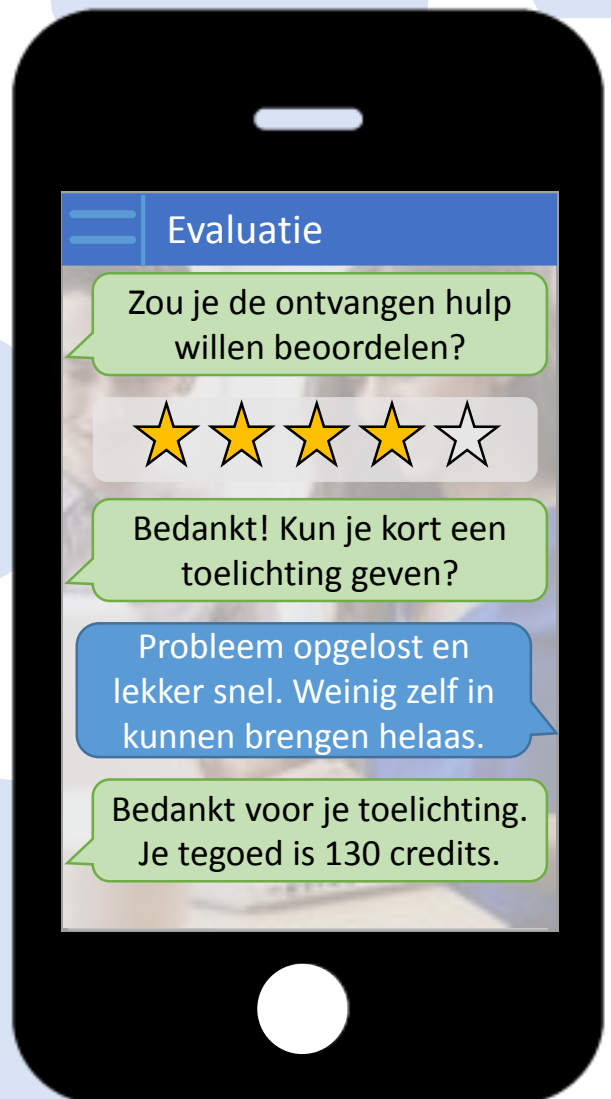 Evaluatie
Zou je de ontvangen hulp
willen beoordelen?
Bedankt! Kun je kort een
toelichting geven?
Probleem opgelost en
lekker snel. Weinig zelf in
kunnen brengen helaas.
Bedankt voor je toelichting.
Je tegoed is 130 credits.